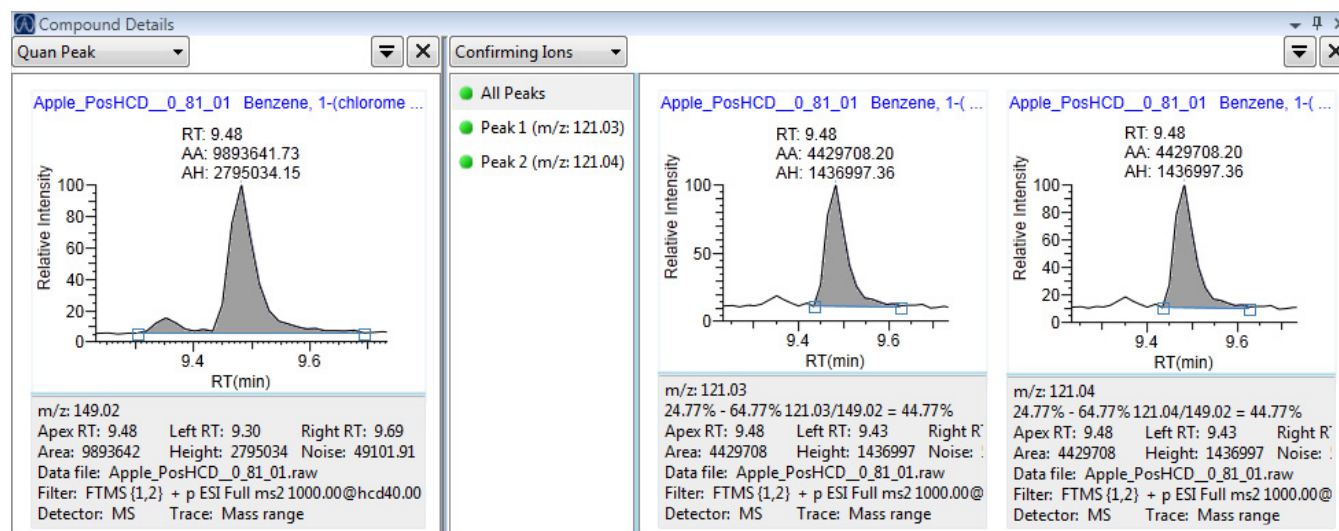 Compound Details
Quan Peak
Confirming Ions
Apple_PosHCD__0_81_01 Benzene, 1-(chlorome ...
RT: 9.48
AA: 9893641.73
AH: 2795034.15
Relative Intensity
100
80
60
40
20
0
9.4 9.6
RT(min)
m/z: 149.02
Apex RT: 9.48 Left RT: 9.30 Right RT: 9.69
Area: 9893642 Height: 2795034 Noise: 49101.91
Data file: Apple_PosHCD__0_81_01.raw
Filter: FTMS {1,2} + p ESI Full ms2 1000.00@hcd40.00
Detector: MS Trace: Mass range
All Peaks
Peak 1 (m/z: 121.03)
Peak 2 (m/z: 121.04)
Apple_PosHCD__0_81_01 Benzene, 1-( ...
RT: 9.48
AA: 4429708.20
AH: 1436997.36
Relative Intensity
100
50
0
9.4 9.6
RT(min)
m/z: 121.03
24.77% - 64.77% 121.03/149.02 = 44.77%
Apex RT: 9.48 Left RT: 9.43 Right
Area: 4429708 Height: 1436997 Noise:
Data file: Apple_PosHCD__0_81_01.raw
Filter: FTMS {1,2} + p ESI Full ms2 1000.00@
Detector: MS Trace: Mass range
Apple_PosHCD__0_81_01 Benzene, 1-( ...
RT: 9.48
AA: 4429708.20
AH: 1436997.36
Relative Intensity
100
80
60
40
20
0
9.4 9.6
RT(min)
m/z: 121.04
24.77% - 64.77% 121.04/149.02 = 44.77%
Apex RT: 9.48 Left RT: 9.43 Right
Area: 4429708 Height: 1436997 Noise:
Data file: Apple_PosHCD__0_81_01.raw
Filter: FTMS {1,2} + p ESI Full ms2 1000.00@
Detector: MS Trace: Mass range